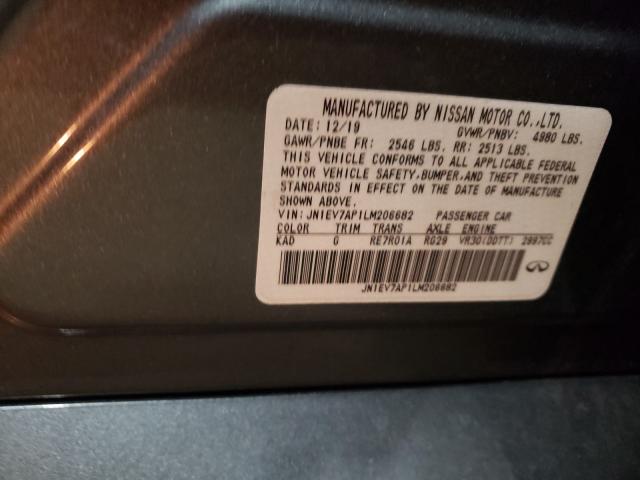 MANUFACTURED BY NISSAN MOTOR CO.,LTD.
DATE: 12/19 GVWR/PNBV: 4980 LBS.
GAWR/PNBE FR: 2546 LBS. RR: 2513 LBS.
THIS VEHICLE CONFORMS TO ALL APPLICABLE FEDERAL
MOTOR VEHICLE SAFETY,BUMPER,AND THEFT PREVENTION
STANDARDS IN EFFECT ON THE DATE OF MANUFACTURE
SHOWN ABOVE.
VIN:JN1EV7AP1LM206682 PASSENGER CAR
COLOR TRIM TRANS AXLE ENGINE
KAD G RE7R01A RG29 VR30(DDTT) 2997CC
JN1EV7AP1LM206682